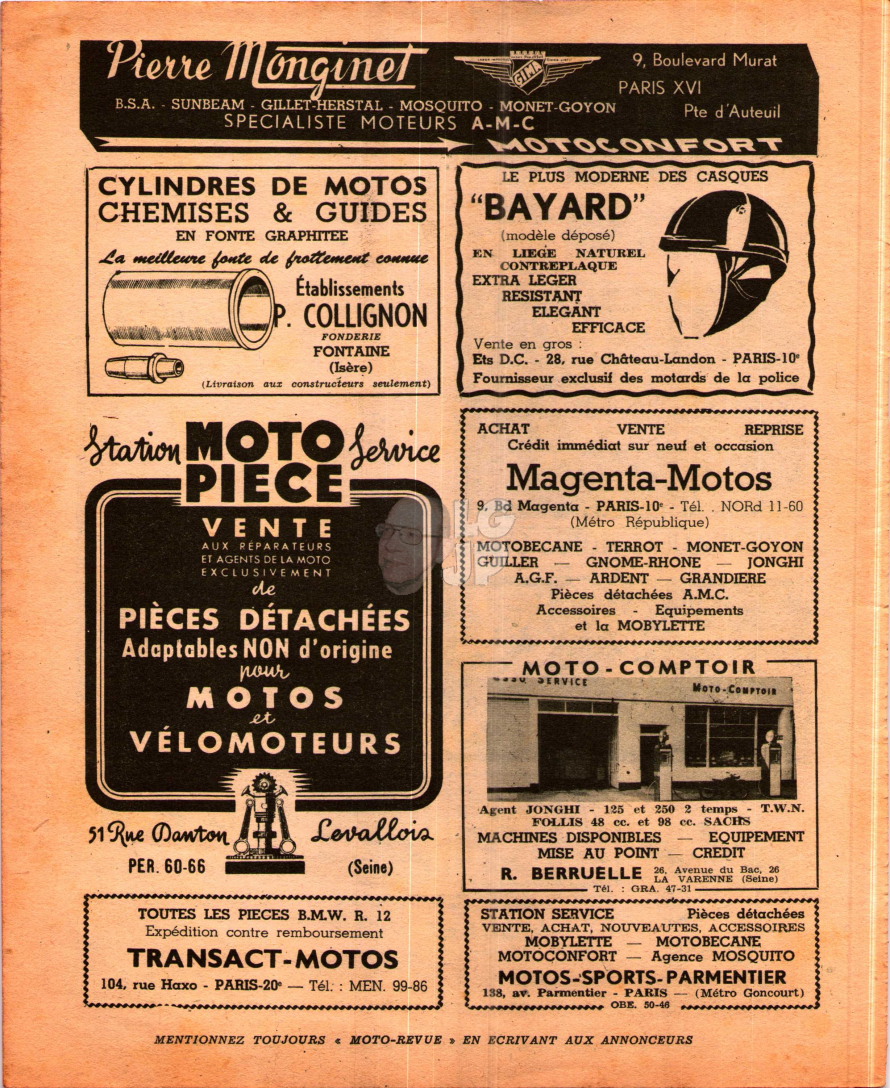 Pierre Monginet
G.I.M.A.
9, Boulevard Murat
PARIS XVI
Pte d'Auteuil
B.S.A. - SUNBEAM - GILLET-HERSTAL - MOSQUITO - MONET-GOYON
SPECIALISTE MOTEURS A-M-C
MOTOCONFORT
CYLINDRES DE MOTOS
CHEMISES & GUIDES
EN FONTE GRAPHITEE
La meilleure fonte de frottement connue
Établissements
P. COLLIGNON
FONDERIE
FONTAINE
(Isère)
(Livraison aux constructeurs seulement)
LE PLUS MODERNE DES CASQUES
"BAYARD"
(modèle déposé)
EN LIEGE NATUREL
CONTREPLAQUE
EXTRA LEGER
RESISTANT
ELEGANT
EFFICACE
Vente en gros :
Ets D.C. - 28, rue Château-Landon - PARIS-10e
Fournisseur exclusif des motards de la police
Station MOTO Service
PIECE
VENTE
AUX RÉPARATEURS
ET AGENTS DE LA MOTO
EXCLUSIVEMENT
de
PIÈCES DÉTACHÉES
Adaptables NON d'origine
pour
MOTOS
et
VÉLOMOTEURS
51 Rue Danton Levallois
PER. 60-66 (Seine)
ACHAT VENTE REPRISE
Crédit immédiat sur neuf et occasion
Magenta-Motos
9, Bd Magenta - PARIS-10e - Tél. . NORd 11-60
(Métro République)
MOTOBECANE - TERROT - MONET-GOYON
GUILLER — GNOME-RHONE — JONGHI
A.G.F. — ARDENT — GRANDIERE
Pièces détachées A.M.C.
Accessoires - Equipements
et la MOBYLETTE
LG
JP
MOTO-COMPTOIR
SERVICE
MOTO-COMPTOIR
Agent JONGHI - 125 et 250 2 temps - T.W.N.
FOLLIS 48 cc. et 98 cc. SACHS
MACHINES DISPONIBLES — EQUIPEMENT
MISE AU POINT — CREDIT
R. BERRUELLE 26, Avenue du Bac, 26
LA VARENNE (Seine)
Tél. : GRA. 47-31
TOUTES LES PIECES B.M.W. R. 12
Expédition contre remboursement
TRANSACT-MOTOS
104, rue Haxo - PARIS-20e — Tél. : MEN. 99-86
STATION SERVICE Pièces détachées
VENTE, ACHAT, NOUVEAUTES, ACCESSOIRES
MOBYLETTE — MOTOBECANE
MOTOCONFORT — Agence MOSQUITO
MOTOS-SPORTS-PARMENTIER
138, av. Parmentier - PARIS — (Métro Goncourt)
OBE. 50-46
MENTIONNEZ TOUJOURS « MOTO-REVUE » EN ECRIVANT AUX ANNONCEURS